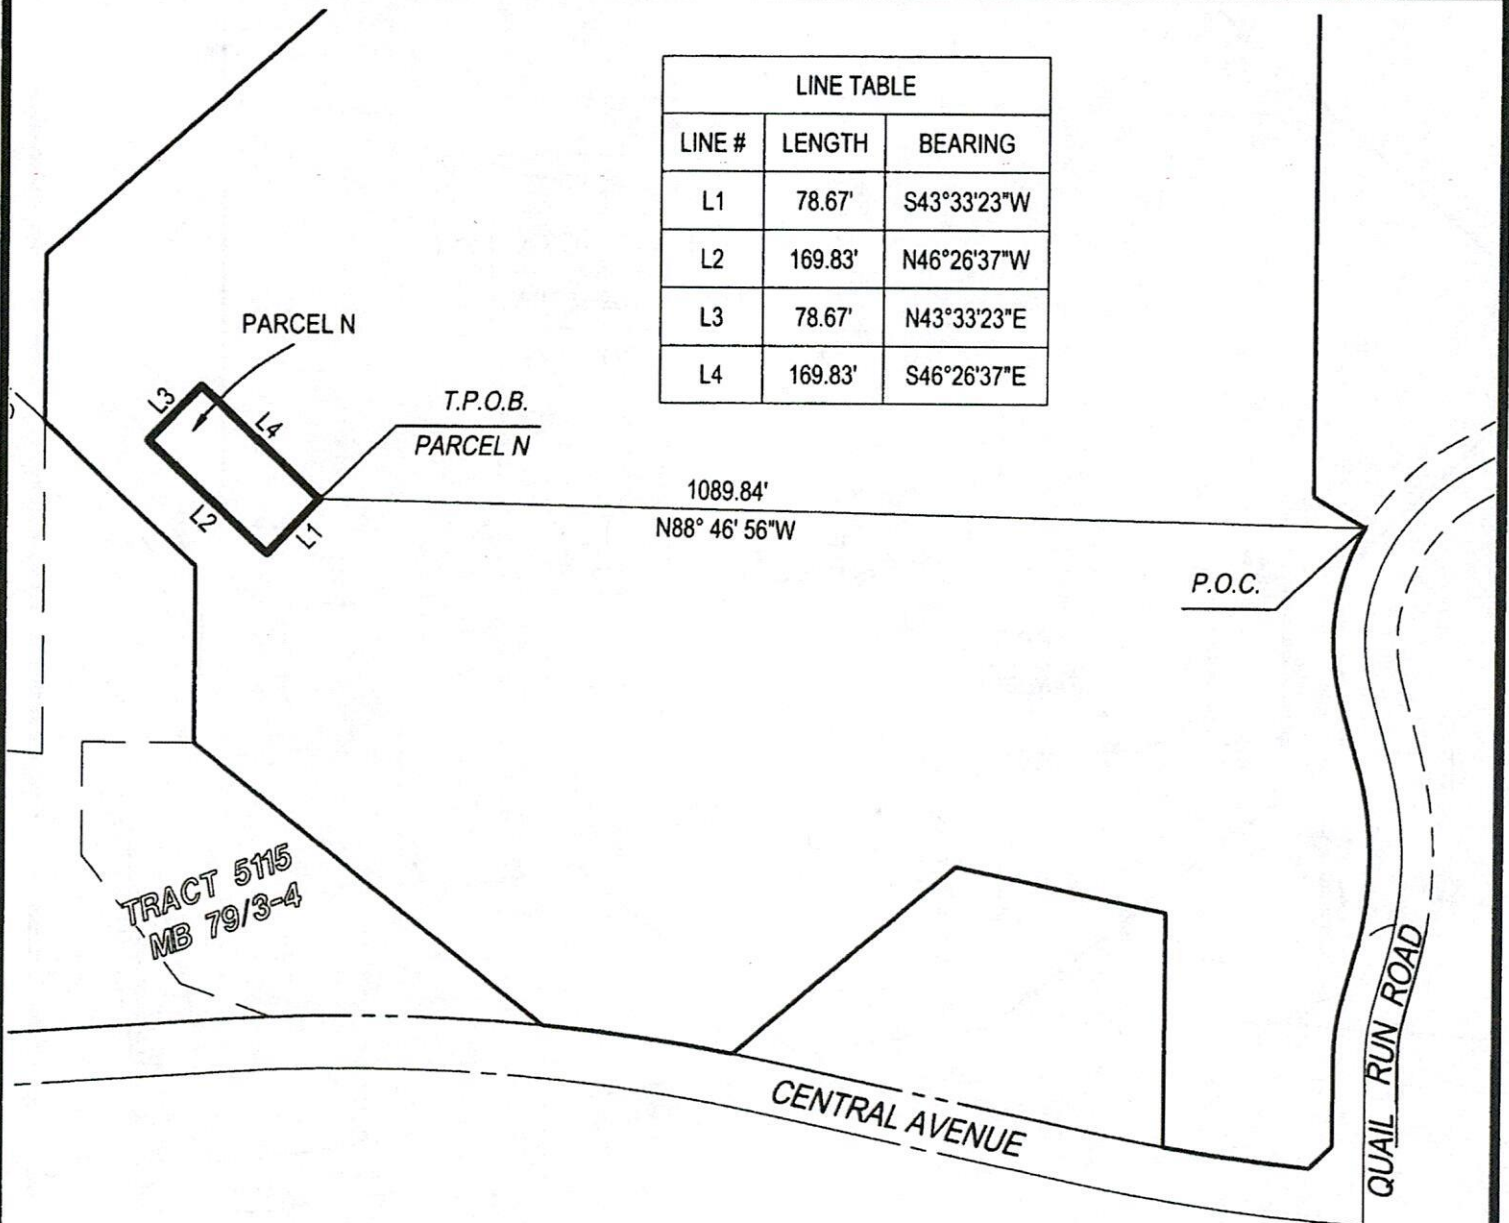 LINE TABLE
LINE # LENGTH BEARING
L1 78.67' S43°33'23"W
L2 169.83' N46°26'37"W
L3 78.67' N43°33'23"E
L4 169.83' S46°26'37"E
PARCEL N
L3
L4
T.P.O.B.
PARCEL N
L2
L1
1089.84'
N88° 46' 56"W
P.O.C.
TRACT 5115
MB 79/3-4
CENTRAL AVENUE
QUAIL RUN ROAD